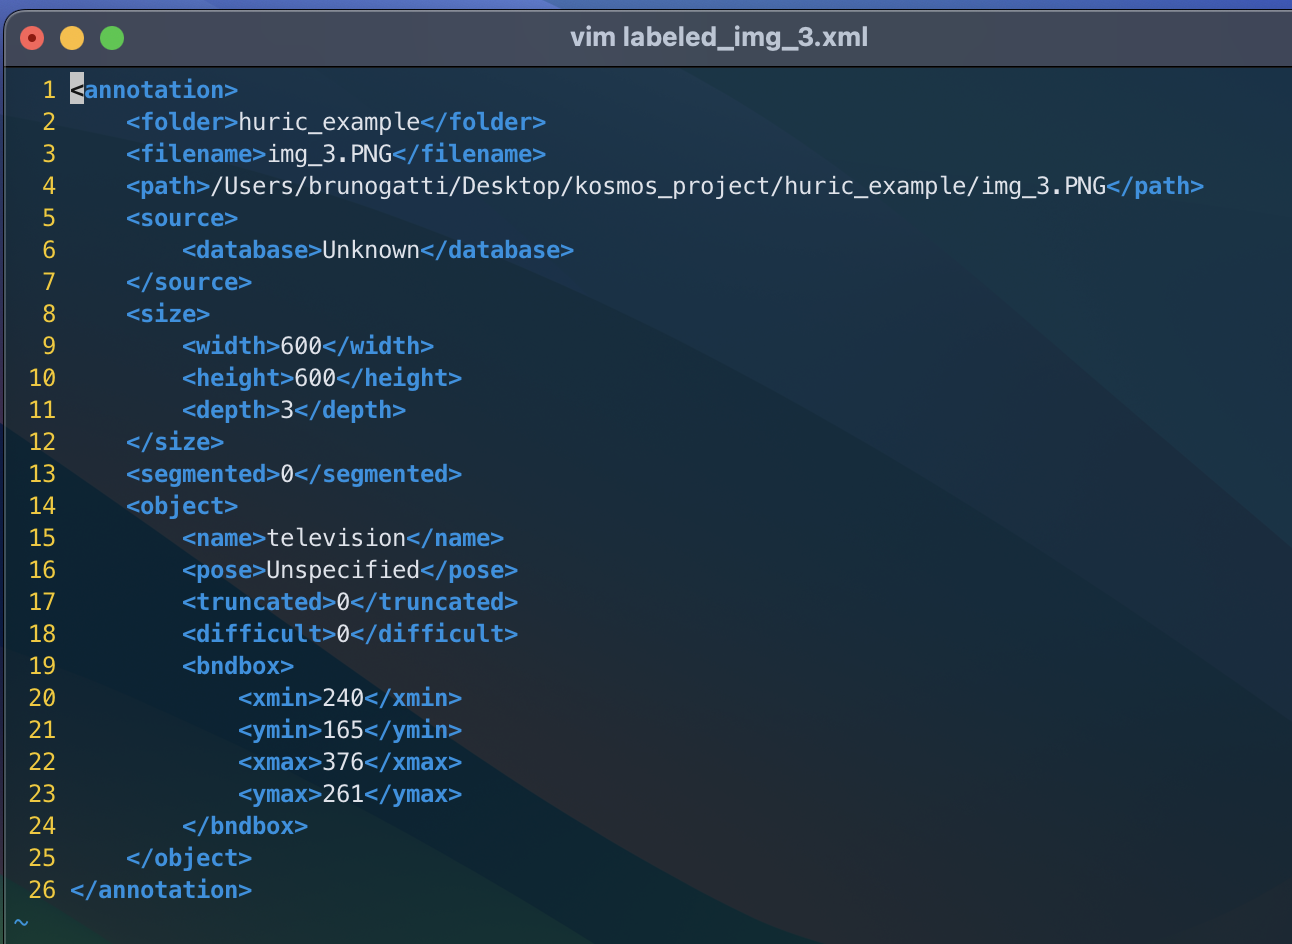 vim labeled_img_3.xml
1 <annotation>
2     <folder>huric_example</folder>
3     <filename>img_3.PNG</filename>
4     <path>/Users/brunogatti/Desktop/kosmos_project/huric_example/img_3.PNG</path>
5     <source>
6         <database>Unknown</database>
7     </source>
8     <size>
9         <width>600</width>
10         <height>600</height>
11         <depth>3</depth>
12     </size>
13     <segmented>0</segmented>
14     <object>
15         <name>television</name>
16         <pose>Unspecified</pose>
17         <truncated>0</truncated>
18         <difficult>0</difficult>
19         <bndbox>
20             <xmin>240</xmin>
21             <ymin>165</ymin>
22             <xmax>376</xmax>
23             <ymax>261</ymax>
24         </bndbox>
25     </object>
26 </annotation>
~